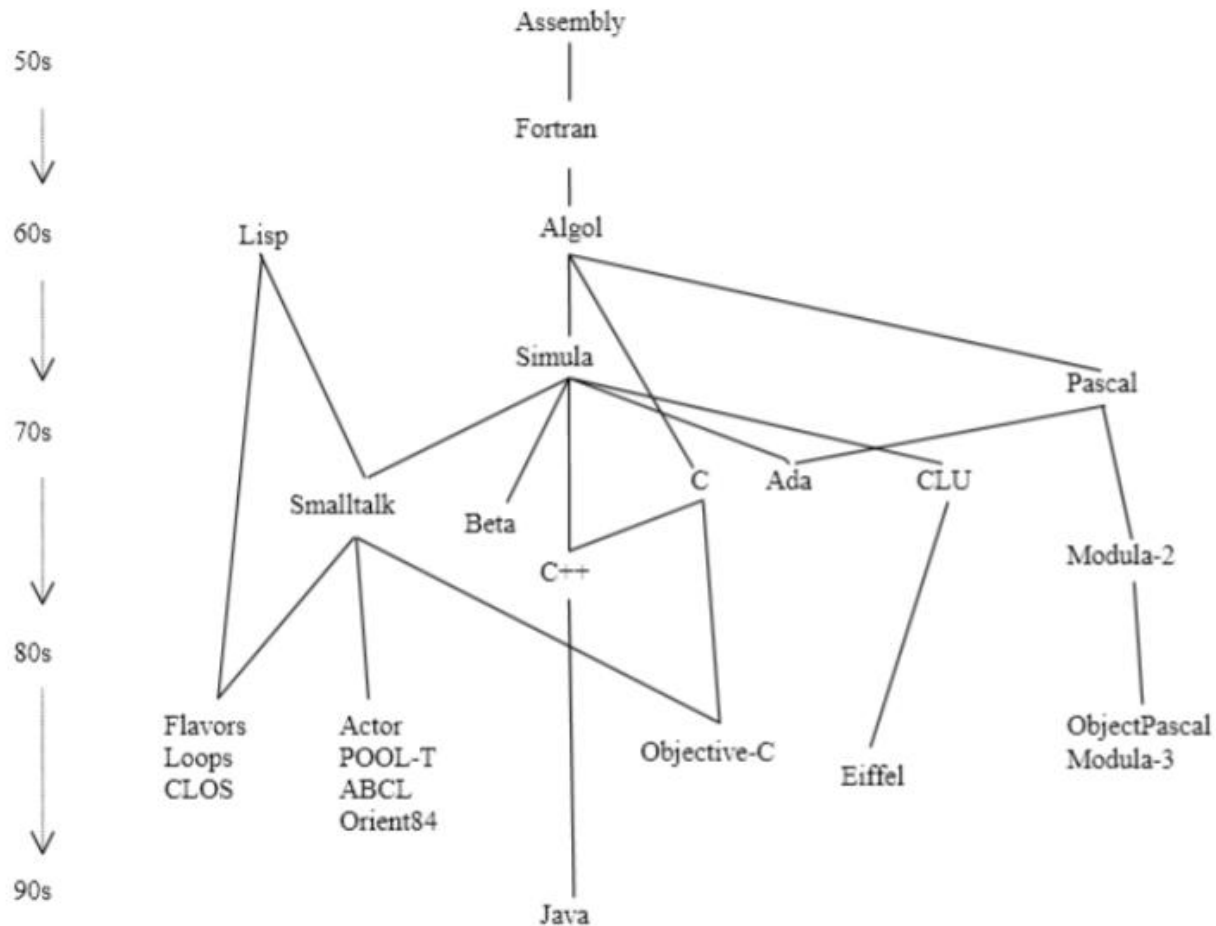 Assembly
50s
Fortran
60s
Lisp
Algol
Simula
Pascal
70s
Smalltalk
Beta
C
Ada
CLU
C++
Modula-2
80s
Flavors
Loops
CLOS
Actor
POOL-T
ABCL
Orient84
Objective-C
Eiffel
ObjectPascal
Modula-3
90s
Java